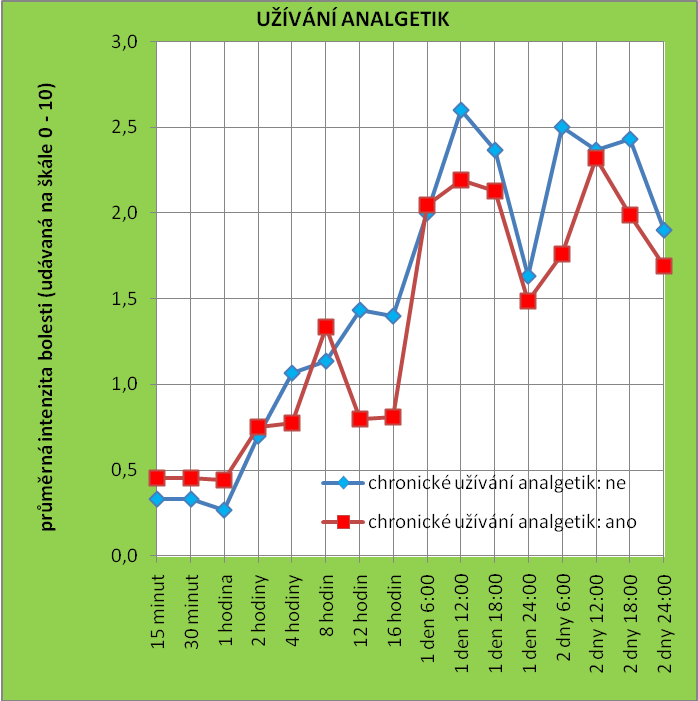 UŽÍVÁNÍ ANALGETIK
průměrná intenzita bolesti (udávaná na škále 0 - 10)
3,0
2,5
2,0
1,5
1,0
0,5
0,0
chronické užívání analgetik: ne
chronické užívání analgetik: ano
15 minut
30 minut
1 hodina
2 hodiny
4 hodiny
8 hodin
12 hodin
16 hodin
1 den 6:00
1 den 12:00
1 den 18:00
1 den 24:00
2 dny 6:00
2 dny 12:00
2 dny 18:00
2 dny 24:00